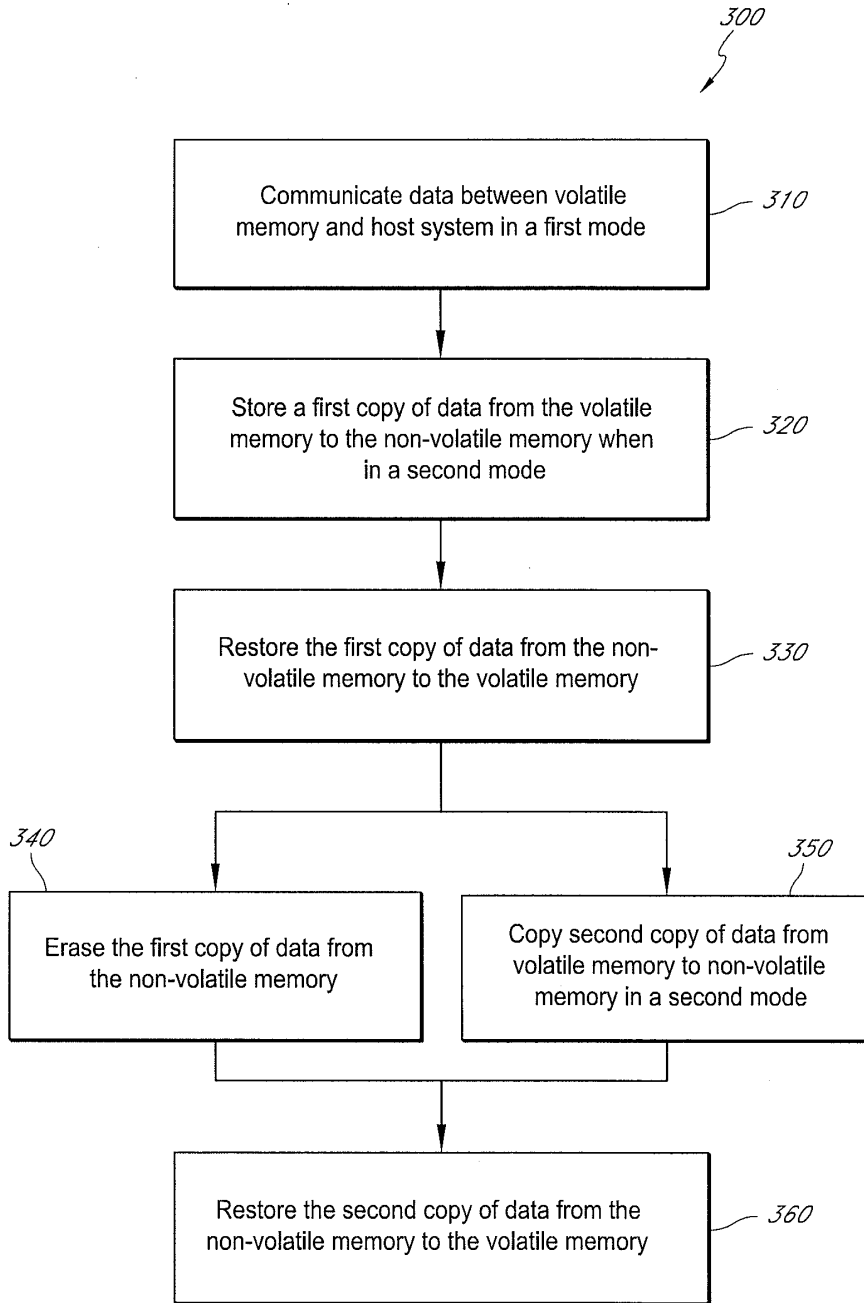 300
Communicate data between volatile
memory and host system in a first mode
310
Store a first copy of data from the volatile
memory to the non-volatile memory when
in a second mode
320
Restore the first copy of data from the non-
volatile memory to the volatile memory
330
340
Erase the first copy of data from
the non-volatile memory
350
Copy second copy of data from
volatile memory to non-volatile
memory in a second mode
Restore the second copy of data from the
non-volatile memory to the volatile memory
360